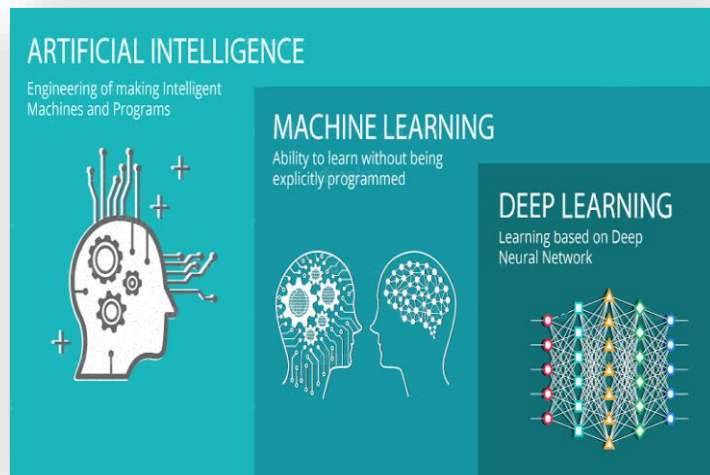 ARTIFICIAL INTELLIGENCE
Engineering of making Intelligent
Machines and Programs
MACHINE LEARNING
Ability to learn without being
explicitly programmed
DEEP LEARNING
Learning based on Deep
Neural Network